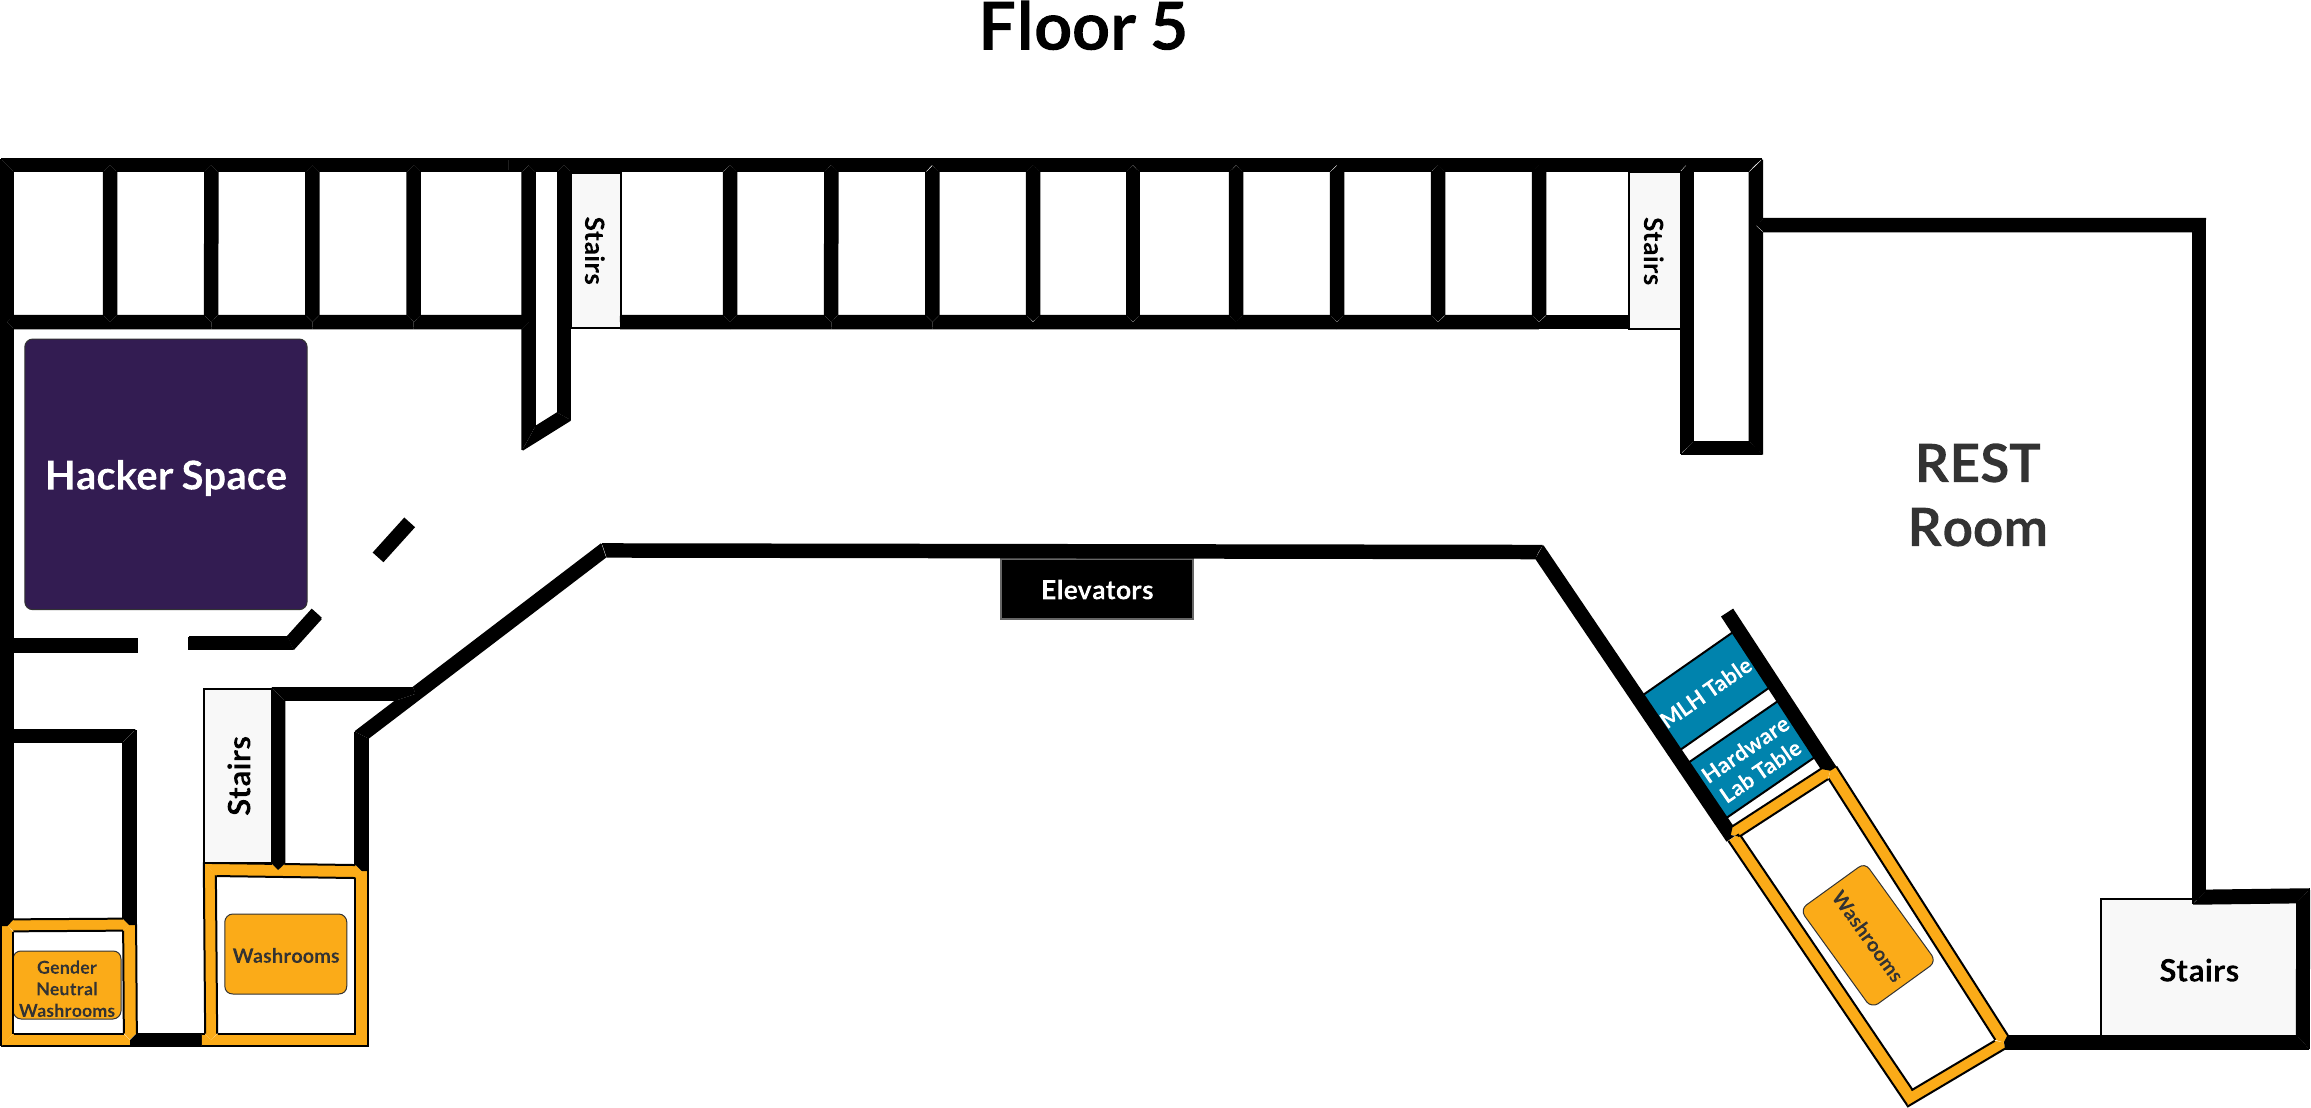 Floor 5
Stairs
Stairs
Hacker Space
REST
Room
Elevators
MLH Table
Hardware
Lab Table
Stairs
Washrooms
Washrooms
Gender
Neutral
Washrooms
Stairs